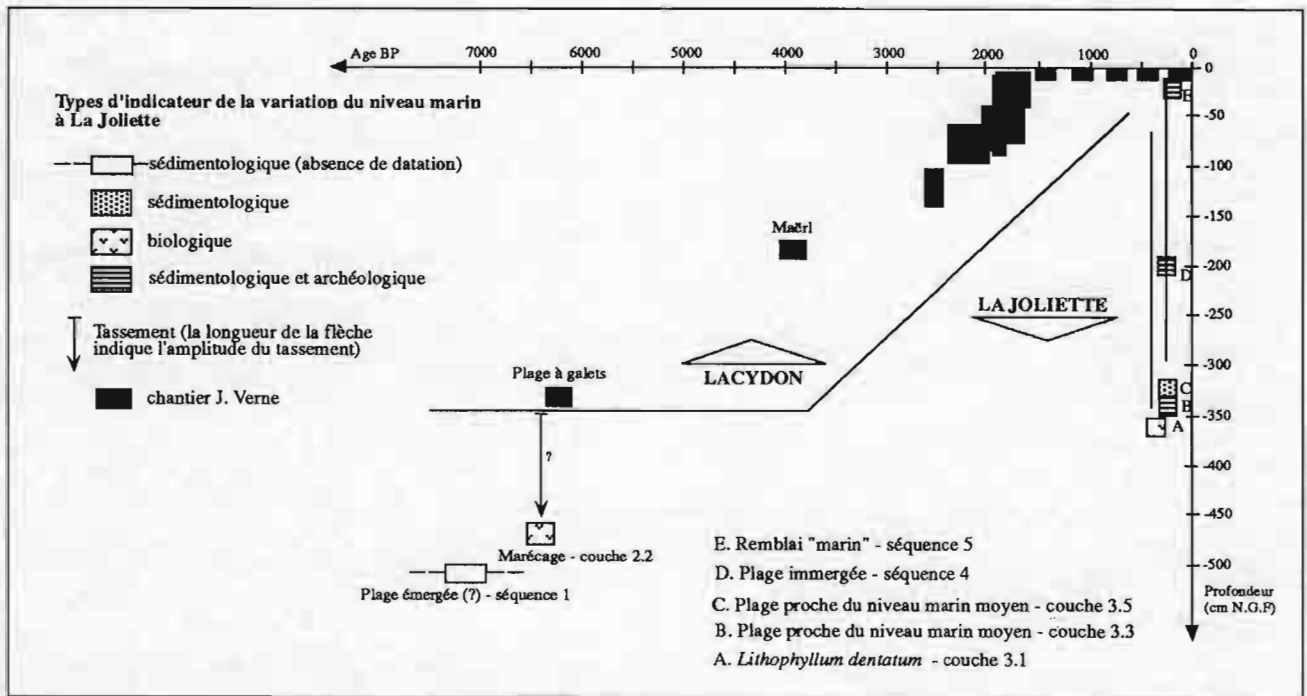 Age BP
7000
6000
5000
4000
3000
2000
1000
0
Types d'indicateur de la variation du niveau marin
à La Joliette
sédimentologique (absence de datation)
sédimentologique
biologique
sédimentologique et archéologique
Tassement (la longueur de la flèche
indique l'amplitude du tassement)
chantier J. Verne
Maërl
Plage à galets
LACYDON
LA JOLIETTE
?
Marécage - couche 2.2
Plage émergée (?) - séquence 1
E
D
C
B
A
0
-50
-100
-150
-200
-250
-300
-350
-400
-450
-500
Profondeur
(cm N.G.F)
E. Remblai "marin" - séquence 5
D. Plage immergée - séquence 4
C. Plage proche du niveau marin moyen - couche 3.5
B. Plage proche du niveau marin moyen - couche 3.3
A. Lithophyllum dentatum - couche 3.1